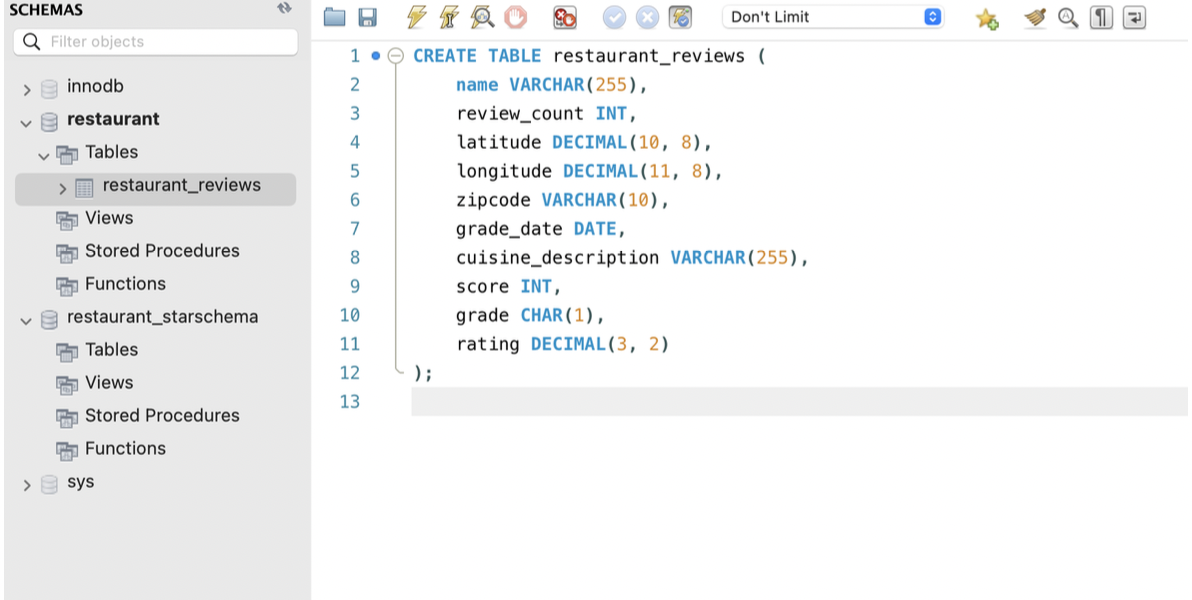 SCHEMAS
Filter objects
innodb
restaurant
Tables
restaurant_reviews
Views
Stored Procedures
Functions
restaurant_starschema
Tables
Views
Stored Procedures
Functions
sys
Don't Limit
1 CREATE TABLE restaurant_reviews (
2 name VARCHAR(255),
3 review_count INT,
4 latitude DECIMAL(10, 8),
5 longitude DECIMAL(11, 8),
6 zipcode VARCHAR(10),
7 grade_date DATE,
8 cuisine_description VARCHAR(255),
9 score INT,
10 grade CHAR(1),
11 rating DECIMAL(3, 2)
12 );
13